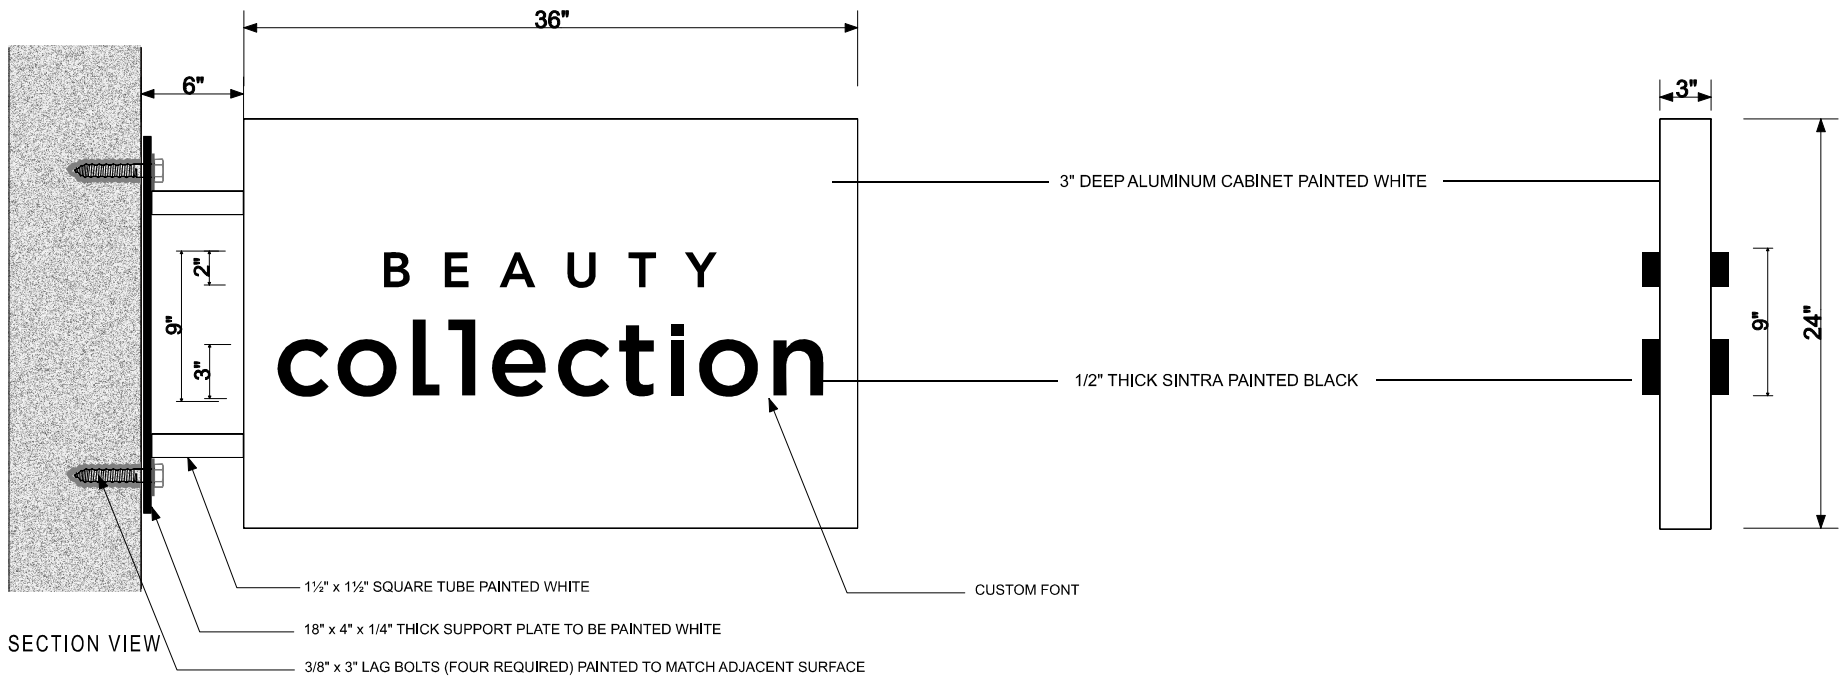 36"
6"
3"
3" DEEP ALUMINUM CABINET PAINTED WHITE
BEAUTY
collection
2"
9"
3"
9"
24"
1/2" THICK SINTRA PAINTED BLACK
1½" x 1½" SQUARE TUBE PAINTED WHITE
CUSTOM FONT
18" x 4" x 1/4" THICK SUPPORT PLATE TO BE PAINTED WHITE
SECTION VIEW
3/8" x 3" LAG BOLTS (FOUR REQUIRED) PAINTED TO MATCH ADJACENT SURFACE